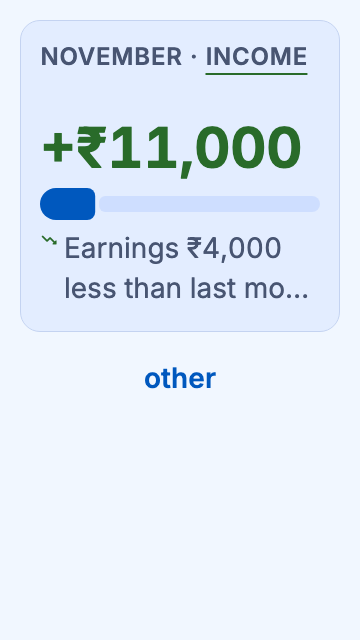 NOVEMBER · INCOME
+₹11,000
Earnings ₹4,000
less than last mo...
other